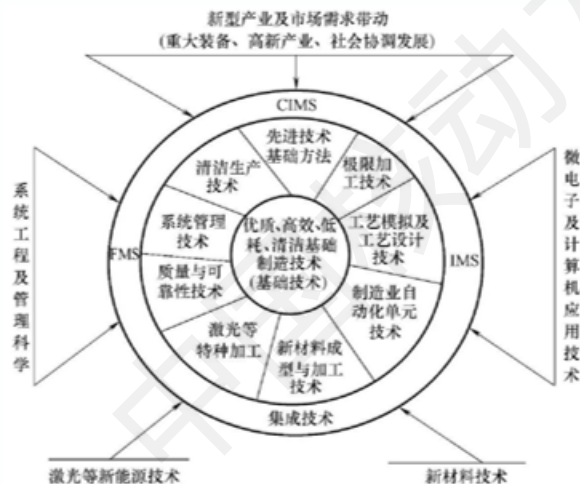 新型产业及市场需求带动
(重大装备、高新产业、社会协调发展)
CIMS
先进技术
基础方法
清洁生产
技术
极限加
工技术
系统管理
技术
优质、高效、低
耗、清洁基础
制造技术
(基础技术)
工艺模拟及
工艺设计
技术
FMS
IMS
质量与可
靠性技术
制造业自
动化单元
技术
激光等
特种加工
新材料成
型与加工
技术
集成技术
系统工程及管理科学
微电子及计算机应用技术
激光等新能源技术
新材料技术